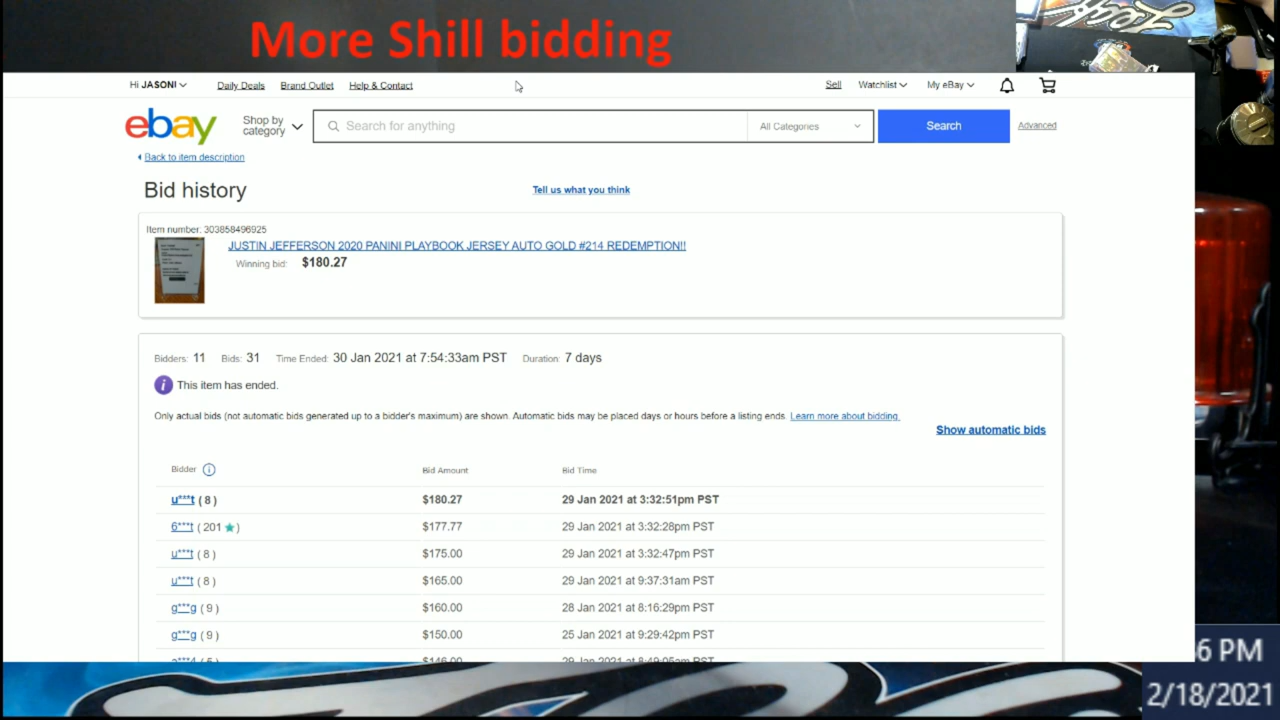 More Shill bidding
Hi JASON! Daily Deals Brand Outlet Help & Contact Sell Watchlist My eBay
ebay Shop by category Search for anything All Categories Search Advanced
Back to item description
Bid history Tell us what you think
Item number: 303858496925
JUSTIN JEFFERSON 2020 PANINI PLAYBOOK JERSEY AUTO GOLD #214 REDEMPTION!!
Winning bid: $180.27
Bidders: 11 Bids: 31 Time Ended: 30 Jan 2021 at 7:54:33am PST Duration: 7 days
This item has ended.
Only actual bids (not automatic bids generated up to a bidder's maximum) are shown. Automatic bids may be placed days or hours before a listing ends. Learn more about bidding.
Show automatic bids
Bidder Bid Amount Bid Time
u***t ( 8 ) $180.27 29 Jan 2021 at 3:32:51pm PST
6***t ( 201 ) $177.77 29 Jan 2021 at 3:32:28pm PST
u***t ( 8 ) $175.00 29 Jan 2021 at 3:32:47pm PST
u***t ( 8 ) $165.00 29 Jan 2021 at 9:37:31am PST
g***g ( 9 ) $160.00 28 Jan 2021 at 8:16:29pm PST
g***g ( 9 ) $150.00 25 Jan 2021 at 9:29:42pm PST
6 PM
2/18/2021